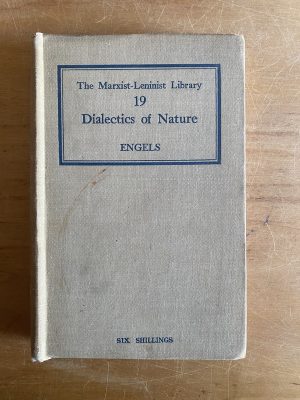 The Marxist-Leninist Library
19
Dialectics of Nature
ENGELS
SIX SHILLINGS